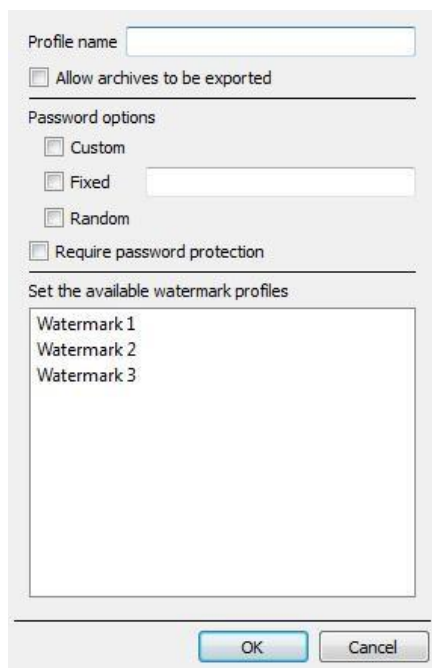 Profile name
Allow archives to be exported
Password options
Custom
Fixed
Random
Require password protection
Set the available watermark profiles
Watermark 1
Watermark 2
Watermark 3
OK Cancel